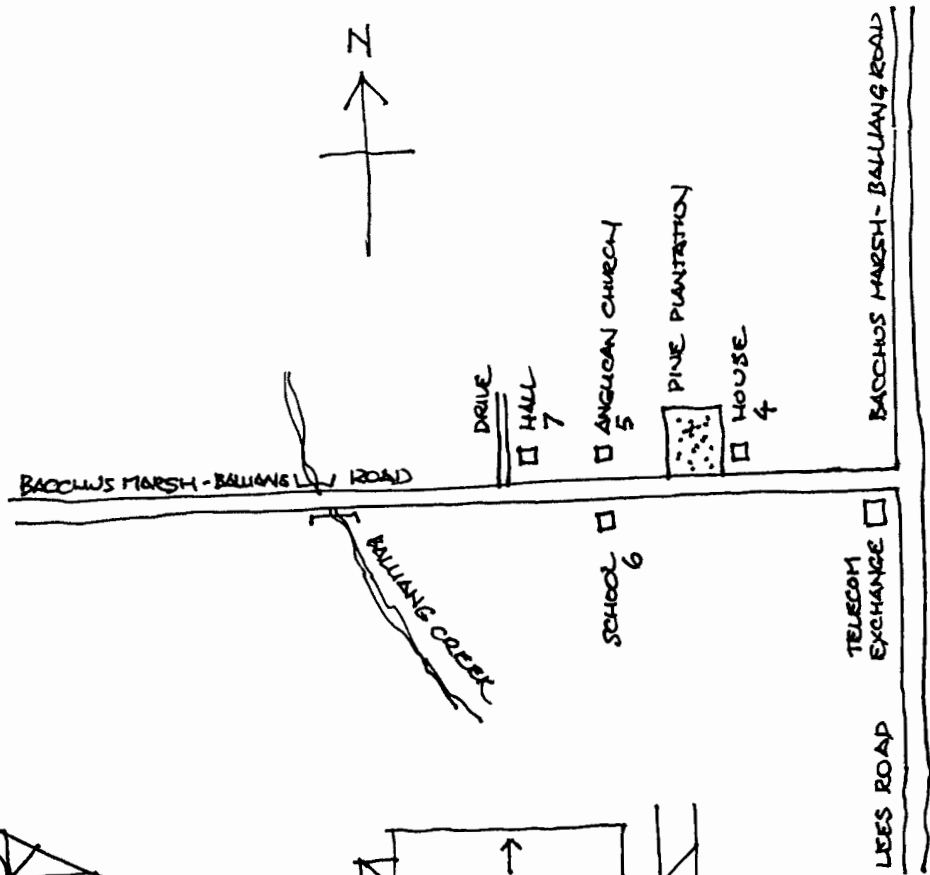 N
BACCHUS MARSH - BALLIANG ROAD
BALLIANG CREEK
DRIVE
HALL
7
ANGLICAN CHURCH
5
PINE PLANTATION
HOUSE
4
SCHOOL
6
TELECOM
EXCHANGE
BACCHUS MARSH - BALLIANG ROAD
LEES ROAD